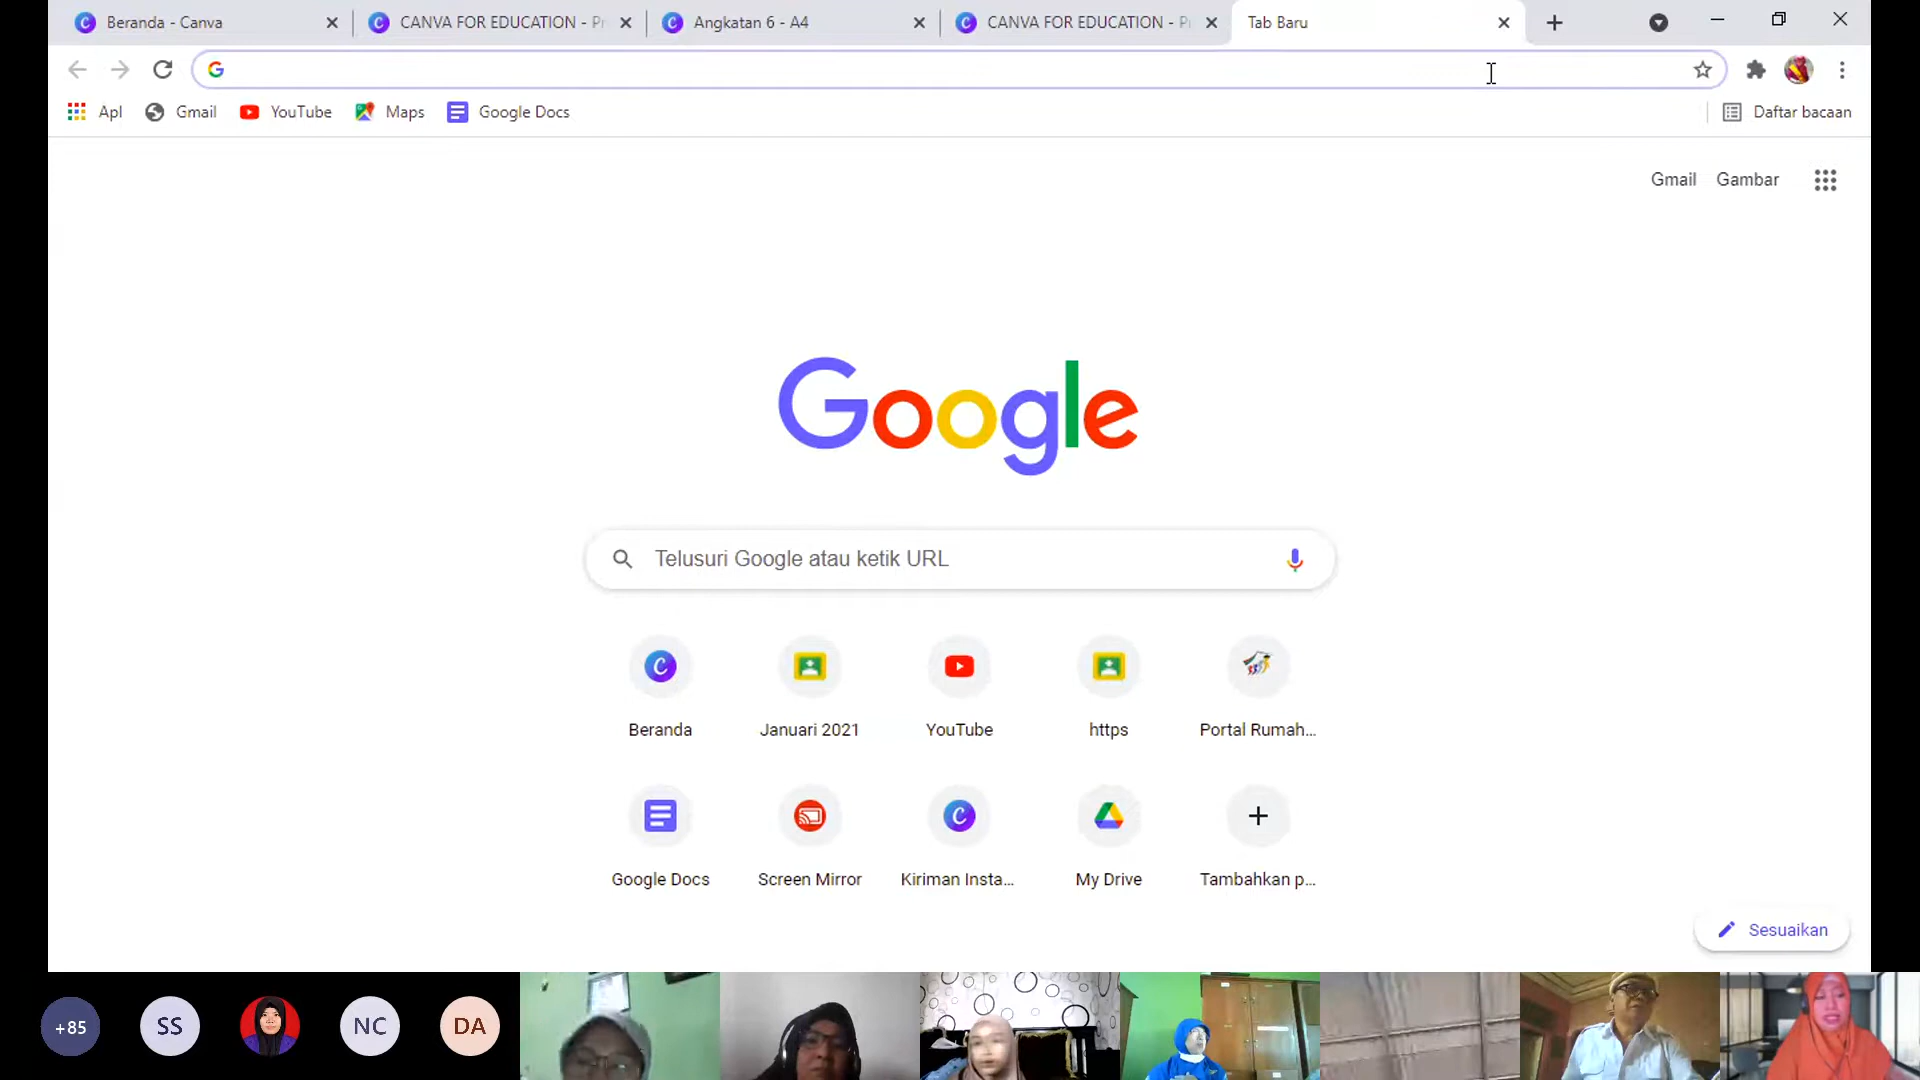 Beranda - Canva
CANVA FOR EDUCATION - Pr
Angkatan 6 - A4
CANVA FOR EDUCATION - Pr
Tab Baru
Apl
Gmail
YouTube
Maps
Google Docs
Daftar bacaan
Gmail
Gambar
Google
Telusuri Google atau ketik URL
Beranda
Januari 2021
YouTube
https
Portal Rumah...
Google Docs
Screen Mirror
Kiriman Insta...
My Drive
Tambahkan p...
Sesuaikan
+85
SS
NC
DA